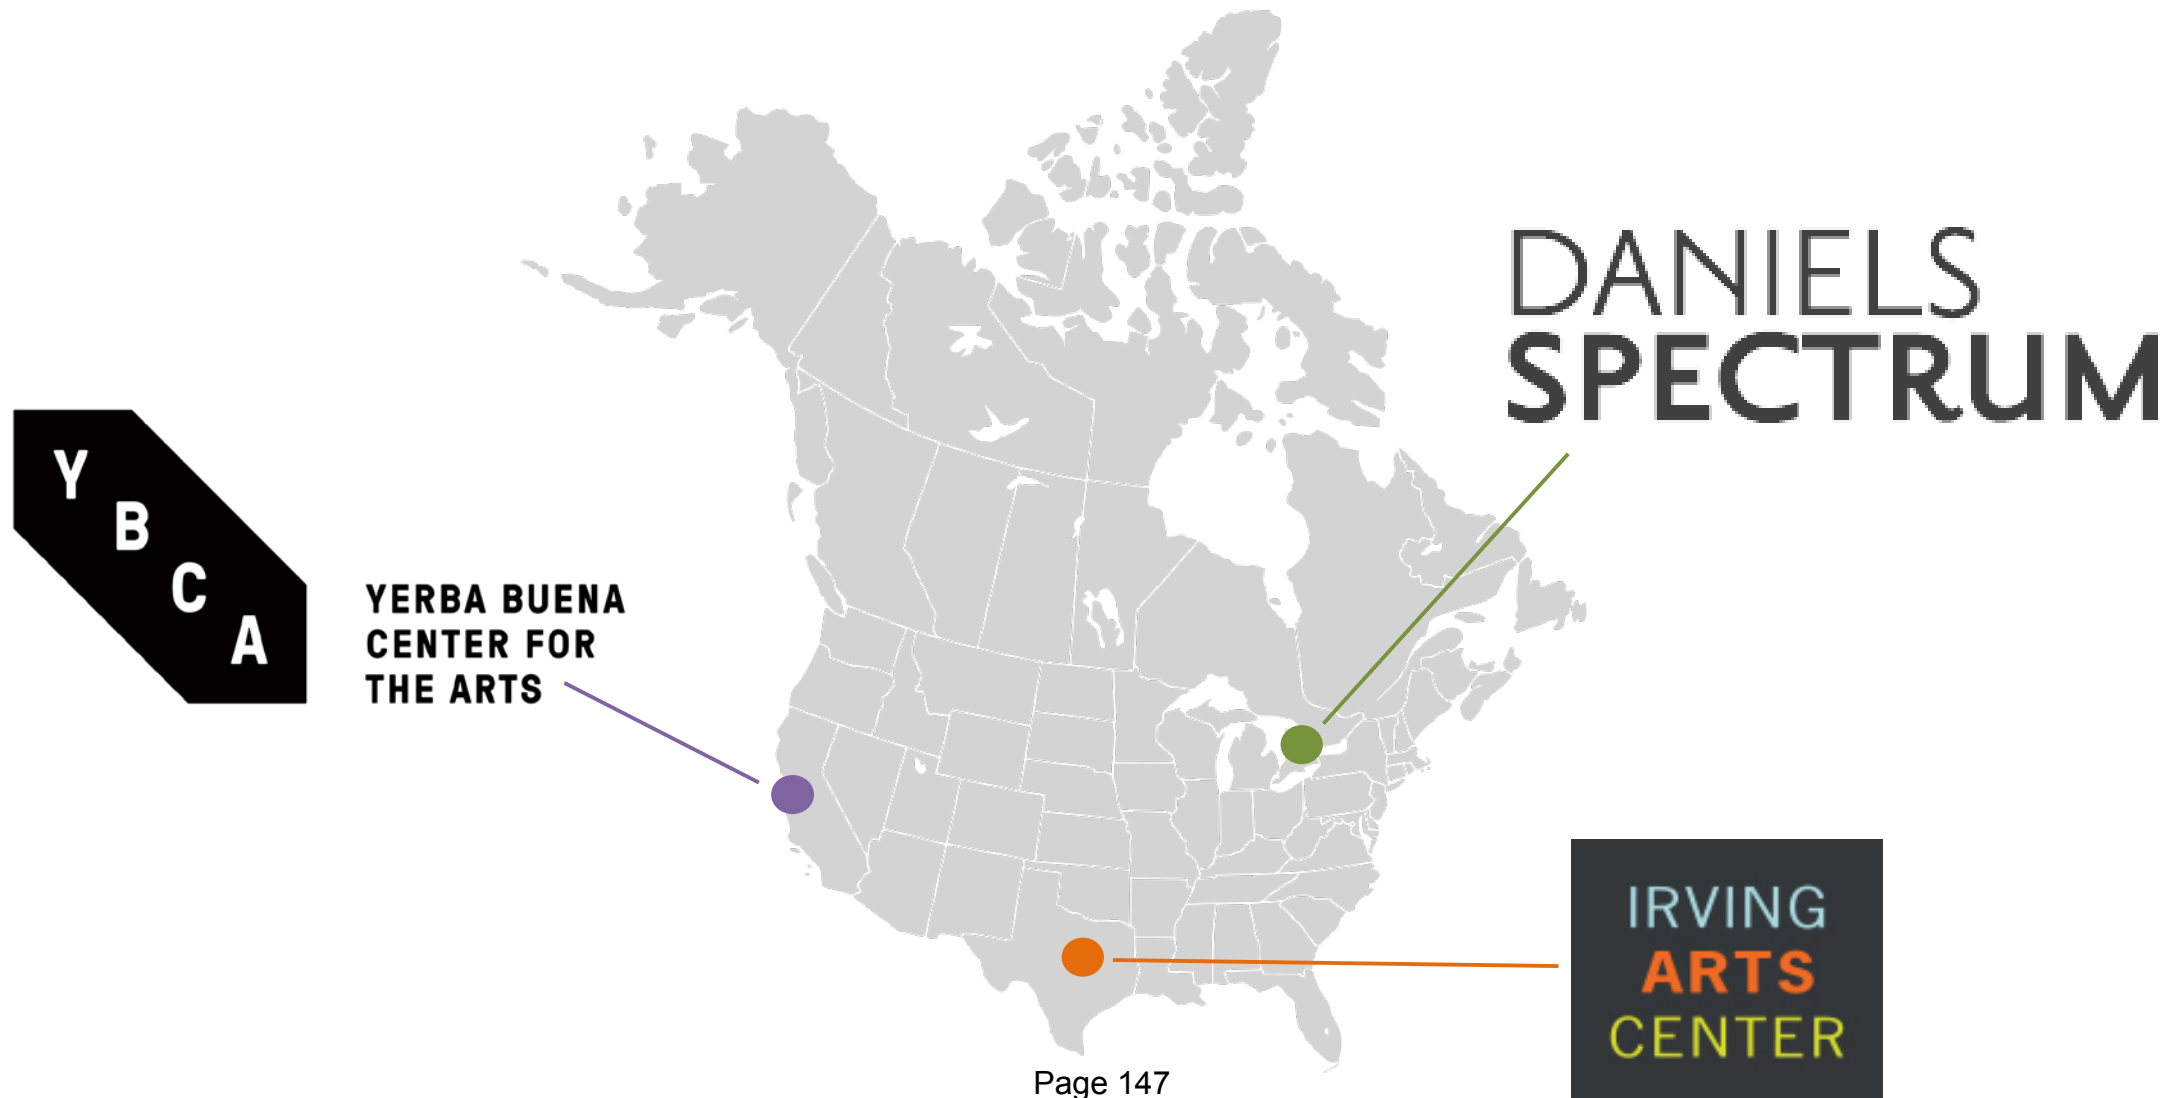 DANIELS
SPECTRUM
Y
B
C
A
YERBA BUENA
CENTER FOR
THE ARTS
IRVING
ARTS
CENTER
Page 147